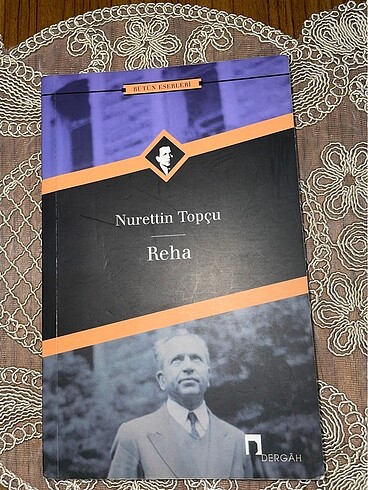 BÜTÜN ESERLERİ
Nurettin Topçu
Reha
DERGÂH